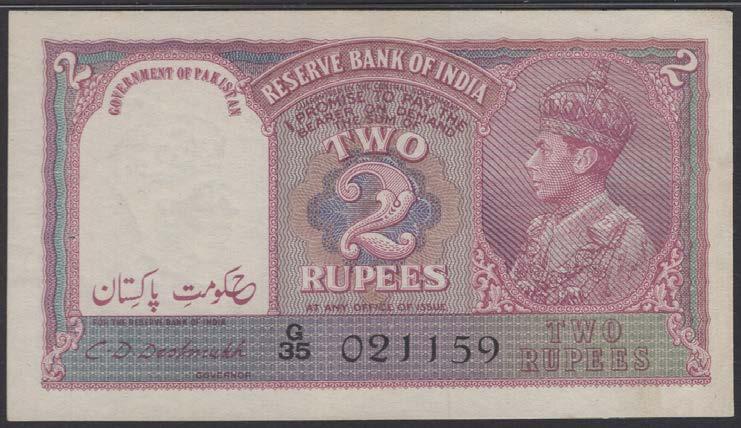 2
GOVERNMENT OF PAKISTAN
RESERVE BANK OF INDIA
2
I PROMISE TO PAY THE
BEARER ON DEMAND
THE SUM OF
TWO
2
RUPEES
AT ANY OFFICE OF ISSUE
حکومتِ پاکستان
FOR THE RESERVE BANK OF INDIA
C. D. Deshmukh
GOVERNOR
G/35 021159
TWO
RUPEES